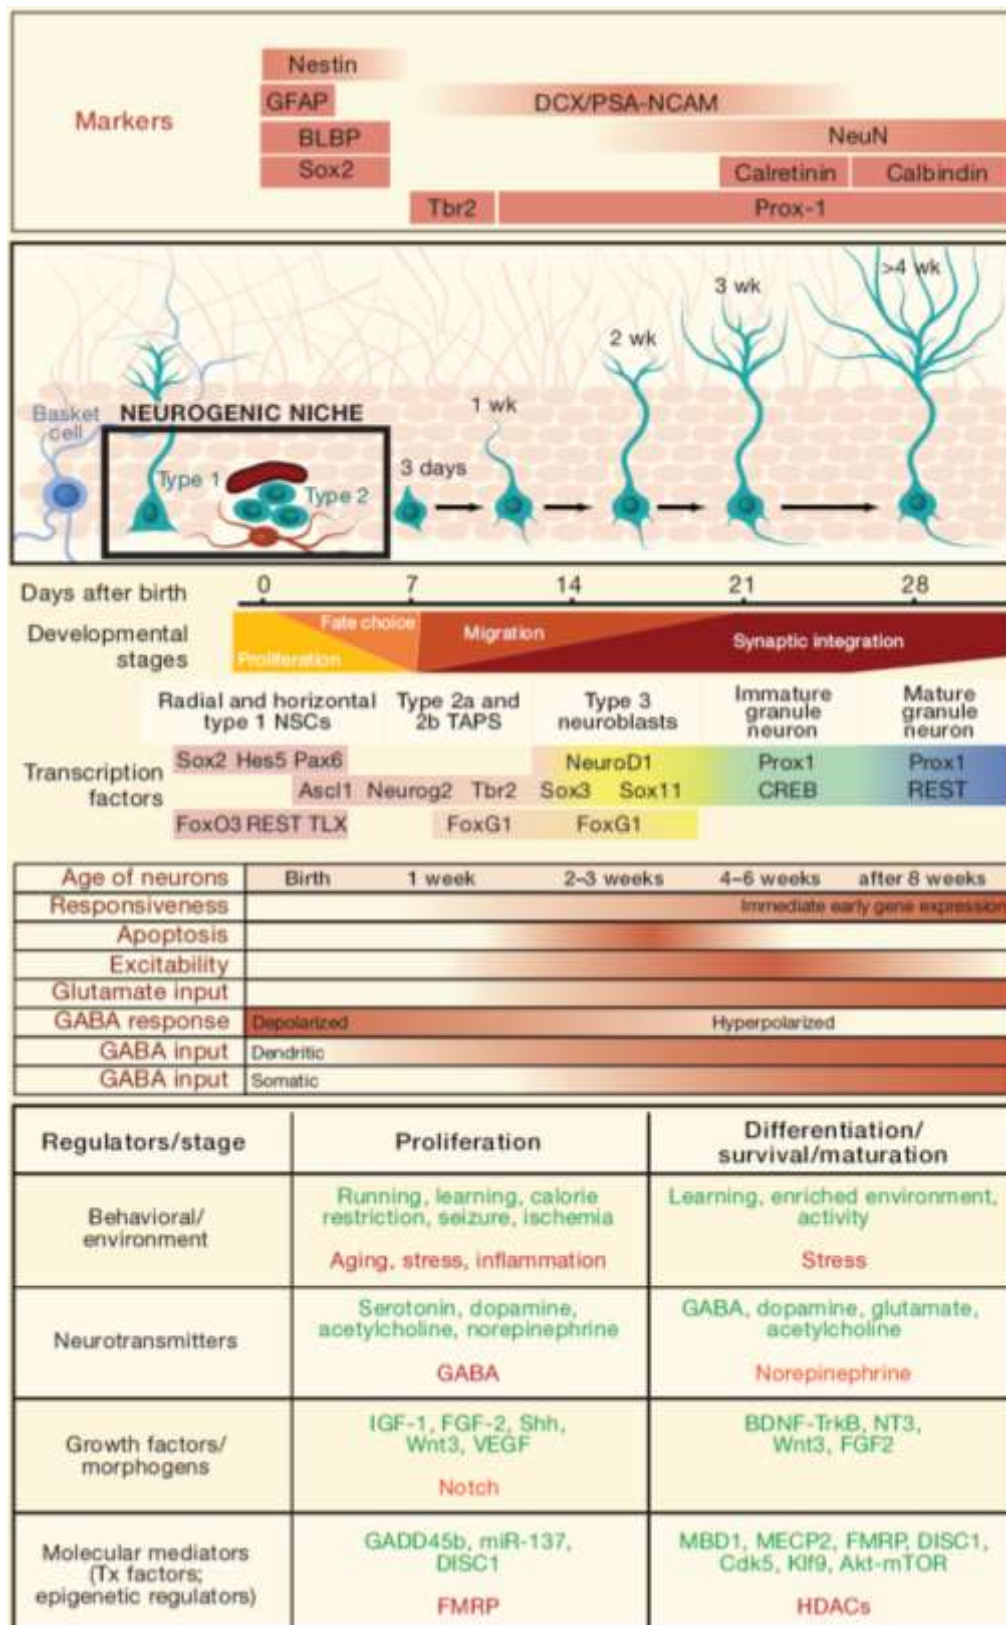 Markers
Nestin
GFAP
DCX/PSA-NCAM
BLBP
NeuN
Sox2
Calretinin
Calbindin
Tbr2
Prox-1
>4 wk
3 wk
2 wk
1 wk
Basket
cell
NEUROGENIC NICHE
3 days
Type 1
Type 2
Days after birth
0 7 14 21 28
Developmental
stages
Proliferation
Fate choice
Migration
Synaptic integration
Radial and horizontal
type 1 NSCs
Type 2a and
2b TAPS
Type 3
neuroblasts
Immature
granule
neuron
Mature
granule
neuron
Transcription
factors
Sox2 Hes5 Pax6 NeuroD1 Prox1 Prox1
Ascl1 Neurog2 Tbr2 Sox3 Sox11 CREB REST
FoxO3 REST TLX FoxG1 FoxG1
Age of neurons Birth 1 week 2–3 weeks 4–6 weeks after 8 weeks
Responsiveness Immediate early gene expression
Apoptosis
Excitability
Glutamate input
GABA response Depolarized Hyperpolarized
GABA input Dendritic
GABA input Somatic
Regulators/stage
Proliferation
Differentiation/
survival/maturation
Behavioral/
environment
Running, learning, calorie
restriction, seizure, ischemia
Aging, stress, inflammation
Learning, enriched environment,
activity
Stress
Neurotransmitters
Serotonin, dopamine,
acetylcholine, norepinephrine
GABA
GABA, dopamine, glutamate,
acetylcholine
Norepinephrine
Growth factors/
morphogens
IGF-1, FGF-2, Shh,
Wnt3, VEGF
Notch
BDNF-TrkB, NT3,
Wnt3, FGF2
Molecular mediators
(Tx factors;
epigenetic regulators)
GADD45b, miR-137,
DISC1
FMRP
MBD1, MECP2, FMRP, DISC1,
Cdk5, Klf9, Akt-mTOR
HDACs